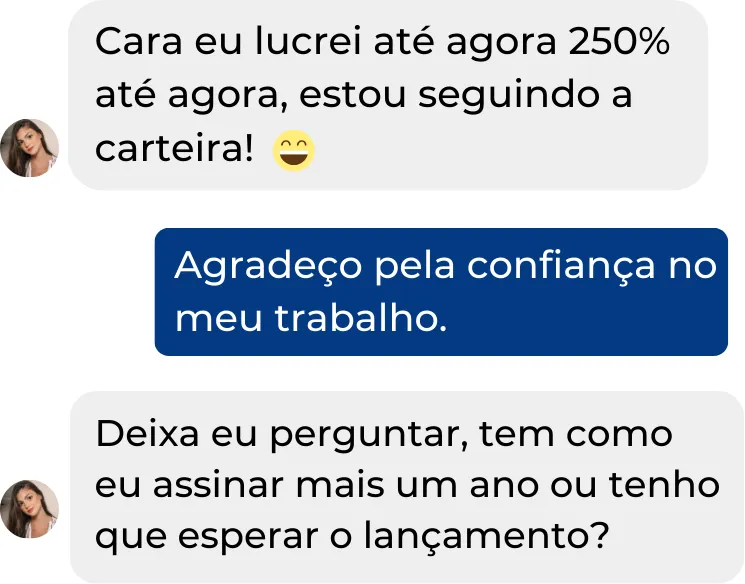 Cara eu lucrei até agora 250%
até agora, estou seguindo a
carteira! 😄
Agradeço pela confiança no
meu trabalho.
Deixa eu perguntar, tem como
eu assinar mais um ano ou tenho
que esperar o lançamento?